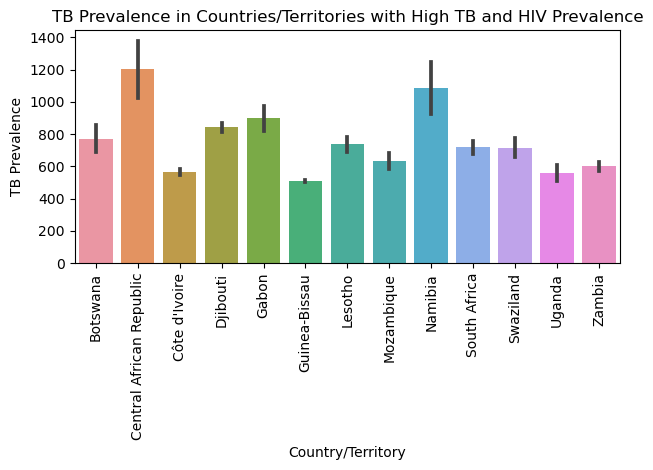 TB Prevalence in Countries/Territories with High TB and HIV Prevalence
TB Prevalence
1400
1200
1000
800
600
400
200
0
Botswana
Central African Republic
Côte d'Ivoire
Djibouti
Gabon
Guinea-Bissau
Lesotho
Mozambique
Namibia
South Africa
Swaziland
Uganda
Zambia
Country/Territory